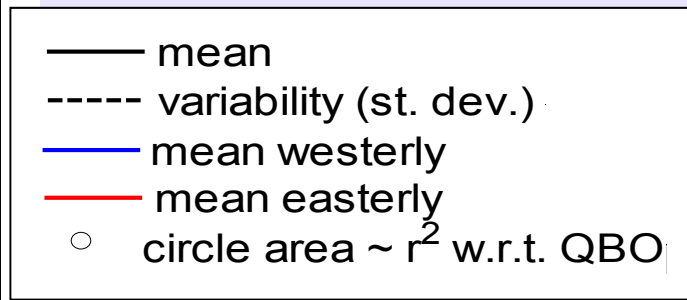 mean
variability (st. dev.)
mean westerly
mean easterly
circle area ~ r² w.r.t. QBO